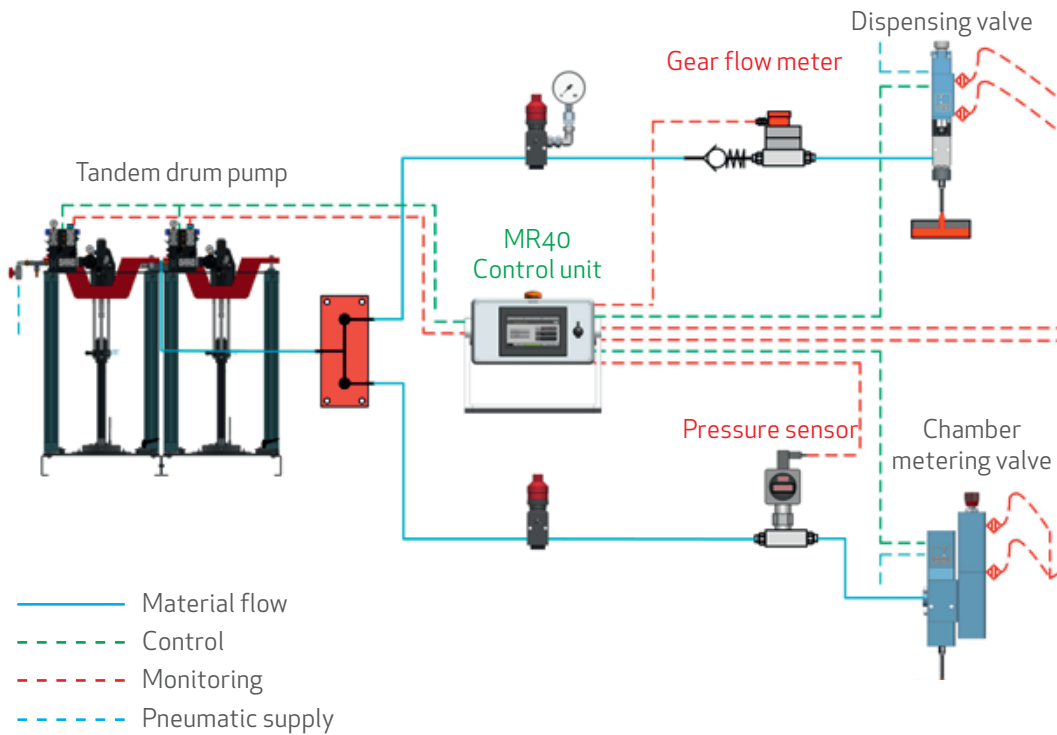 Dispensing valve
Gear flow meter
Tandem drum pump
MR40
Control unit
Pressure sensor
Chamber
metering valve
Material flow
Control
Monitoring
Pneumatic supply